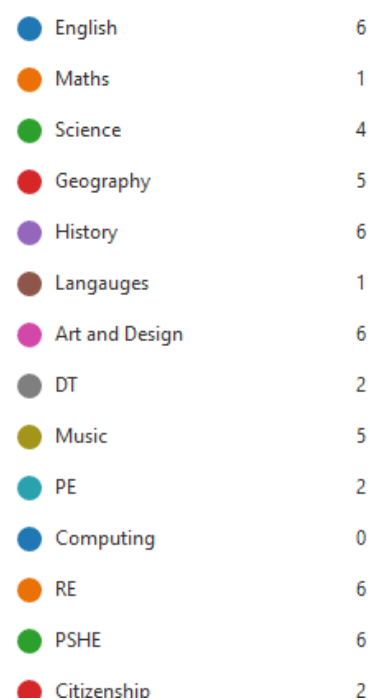 English 6
Maths 1
Science 4
Geography 5
History 6
Langauges 1
Art and Design 6
DT 2
Music 5
PE 2
Computing 0
RE 6
PSHE 6
Citizenship 2